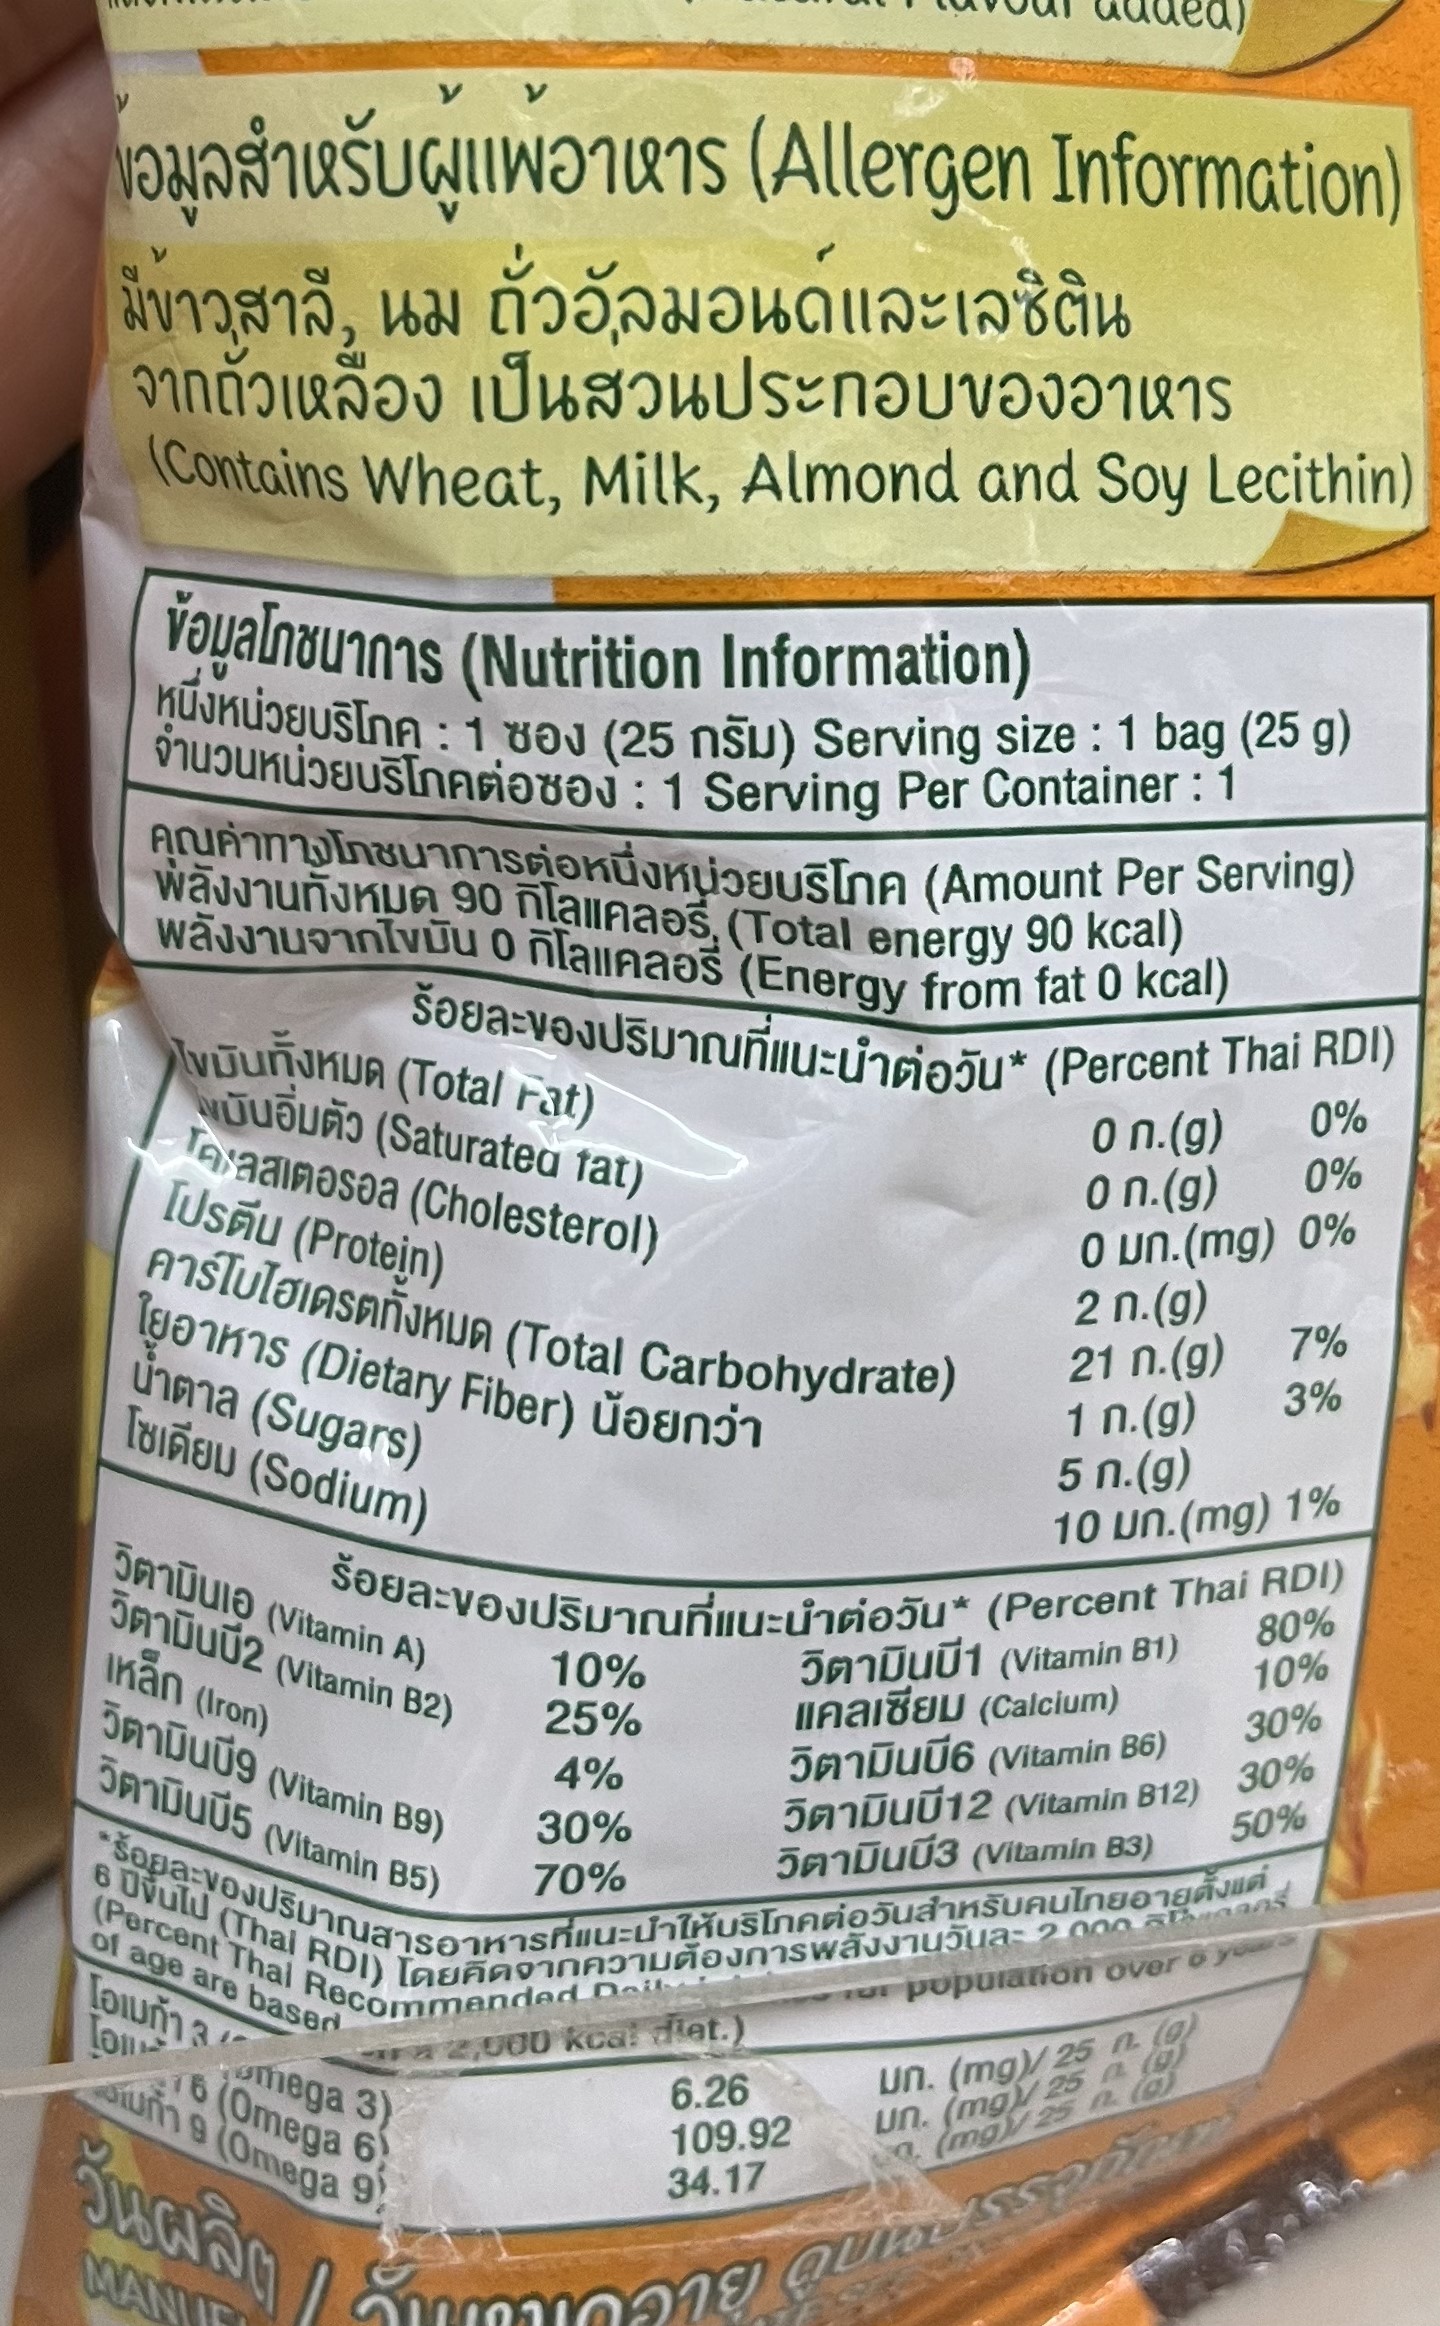 Flavour added)
ข้อมูลสำหรับผู้แพ้อาหาร (Allergen Information)
มีข้าวสาลี, นม ถั่วอัลมอนด์และเลซิติน
จากถั่วเหลือง เป็นส่วนประกอบของอาหาร
(Contains Wheat, Milk, Almond and Soy Lecithin)
ข้อมูลโภชนาการ (Nutrition Information)
หนึ่งหน่วยบริโภค : 1 ซอง (25 กรัม) Serving size : 1 bag (25 g)
จำนวนหน่วยบริโภคต่อซอง : 1 Serving Per Container : 1
คุณค่าทางโภชนาการต่อหนึ่งหน่วยบริโภค (Amount Per Serving)
พลังงานทั้งหมด 90 กิโลแคลอรี่ (Total energy 90 kcal)
พลังงานจากไขมัน 0 กิโลแคลอรี่ (Energy from fat 0 kcal)
ร้อยละของปริมาณที่แนะนำต่อวัน* (Percent Thai RDI)
ไขมันทั้งหมด (Total Fat) 0 ก.(g) 0%
ไขมันอิ่มตัว (Saturated fat) 0 ก.(g) 0%
โคเลสเตอรอล (Cholesterol) 0 มก.(mg) 0%
โปรตีน (Protein) 2 ก.(g)
คาร์โบไฮเดรตทั้งหมด (Total Carbohydrate) 21 ก.(g) 7%
ใยอาหาร (Dietary Fiber) น้อยกว่า 1 ก.(g) 3%
น้ำตาล (Sugars) 5 ก.(g)
โซเดียม (Sodium) 10 มก.(mg) 1%
ร้อยละของปริมาณที่แนะนำต่อวัน* (Percent Thai RDI)
วิตามินเอ (Vitamin A) 10% วิตามินบี1 (Vitamin B1) 80%
วิตามินบี2 (Vitamin B2) 25% แคลเซียม (Calcium) 10%
เหล็ก (Iron) 4% วิตามินบี6 (Vitamin B6) 30%
วิตามินบี9 (Vitamin B9) 30% วิตามินบี12 (Vitamin B12) 30%
วิตามินบี5 (Vitamin B5) 70% วิตามินบี3 (Vitamin B3) 50%
*ร้อยละของปริมาณสารอาหารที่แนะนำให้บริโภคต่อวันสำหรับคนไทยอายุตั้งแต่
6 ปีขึ้นไป (Thai RDI) โดยคิดจากความต้องการพลังงานวันละ 2,000 กิโลแคลอรี่
(Percent Thai Recommended population over 6 years
of age are based 2,000 kcal diet.)
โอเมก้า 3 (Omega 3) 6.26 มก. (mg)/ 25 ก. (g)
6 (Omega 6) 109.92 มก. (mg)/ 25 ก. (g)
โอเมก้า 9 (Omega 9) 34.17 (mg)/ 25 ก. (g)
วันผลิต / วันหมดอายุ